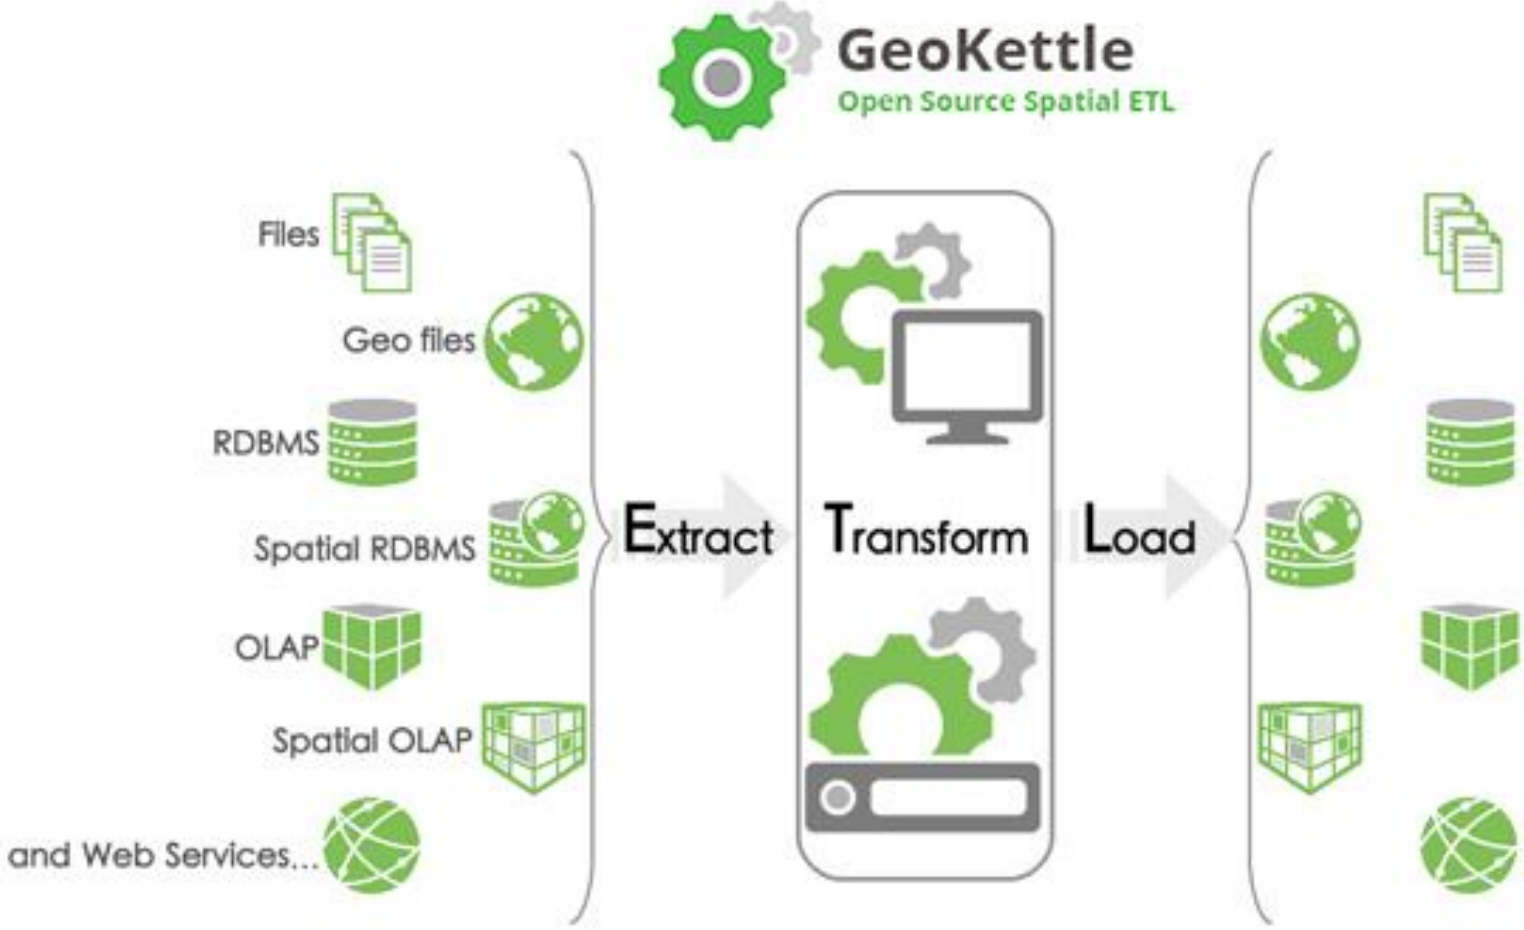 GeoKettle
Open Source Spatial ETL
Files
Geo files
RDBMS
Spatial RDBMS
OLAP
Spatial OLAP
and Web Services...
Extract
Transform
Load